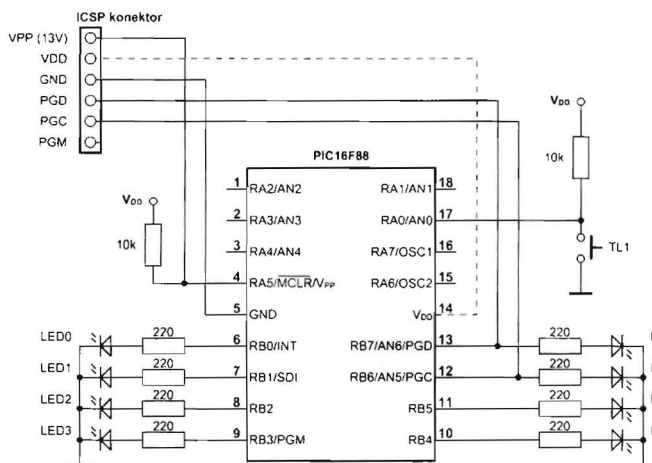 ICSP konektor
VPP (13V)
VDD
GND
PGD
PGC
PGM
PIC16F88
VDD
10k
VDD
10k
TL1
1 RA2/AN2
RA1/AN1 18
2 RA3/AN3
RA0/AN0 17
3 RA4/AN4
RA7/OSC1 16
4 RA5/MCLR/VPP
RA6/OSC2 15
5 GND
VDD 14
LED0 220 6 RB0/INT
RB7/AN6/PGD 13 220
LED1 220 7 RB1/SDI
RB6/AN5/PGC 12 220
LED2 220 8 RB2
RB5 11 220
LED3 220 9 RB3/PGM
RB4 10 220